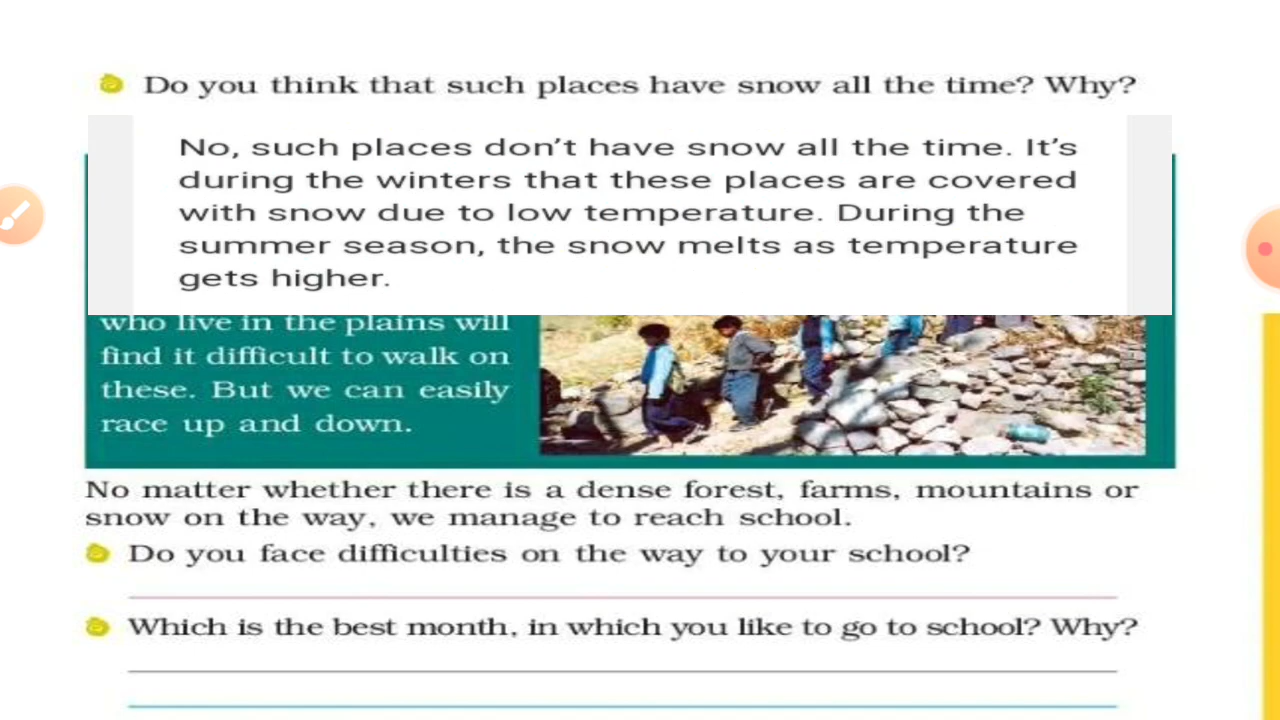 Do you think that such places have snow all the time? Why?
No, such places don't have snow all the time. It's
during the winters that these places are covered
with snow due to low temperature. During the
summer season, the snow melts as temperature
gets higher.
who live in the plains will
find it difficult to walk on
these. But we can easily
race up and down.
No matter whether there is a dense forest, farms, mountains or
snow on the way, we manage to reach school.
Do you face difficulties on the way to your school?
Which is the best month, in which you like to go to school? Why?